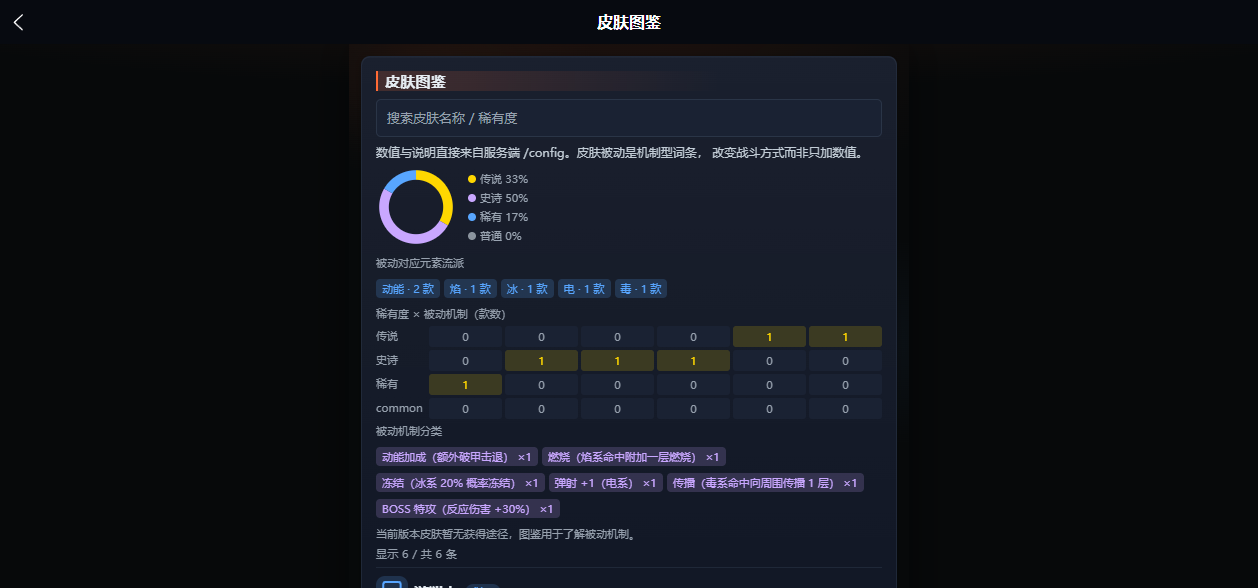 皮肤图鉴
皮肤图鉴
搜索皮肤名称 / 稀有度
数值与说明直接来自服务端 /config。皮肤被动是机制型词条， 改变战斗方式而非只加数值。
传说 33%
史诗 50%
稀有 17%
普通 0%
被动对应元素流派
动能 · 2 款 焰 · 1 款 冰 · 1 款 电 · 1 款 毒 · 1 款
稀有度 × 被动机制（款数）
传说 0 0 0 0 1 1
史诗 0 1 1 1 0 0
稀有 1 0 0 0 0 0
common 0 0 0 0 0 0
被动机制分类
动能加成（额外破甲击退） ×1 燃烧（焰系命中附加一层燃烧） ×1
冻结（冰系 20% 概率冻结） ×1 弹射 +1（电系） ×1 传播（毒系命中向周围传播 1 层） ×1
BOSS 特攻（反应伤害 +30%） ×1
当前版本皮肤暂无获得途径，图鉴用于了解被动机制。
显示 6 / 共 6 条